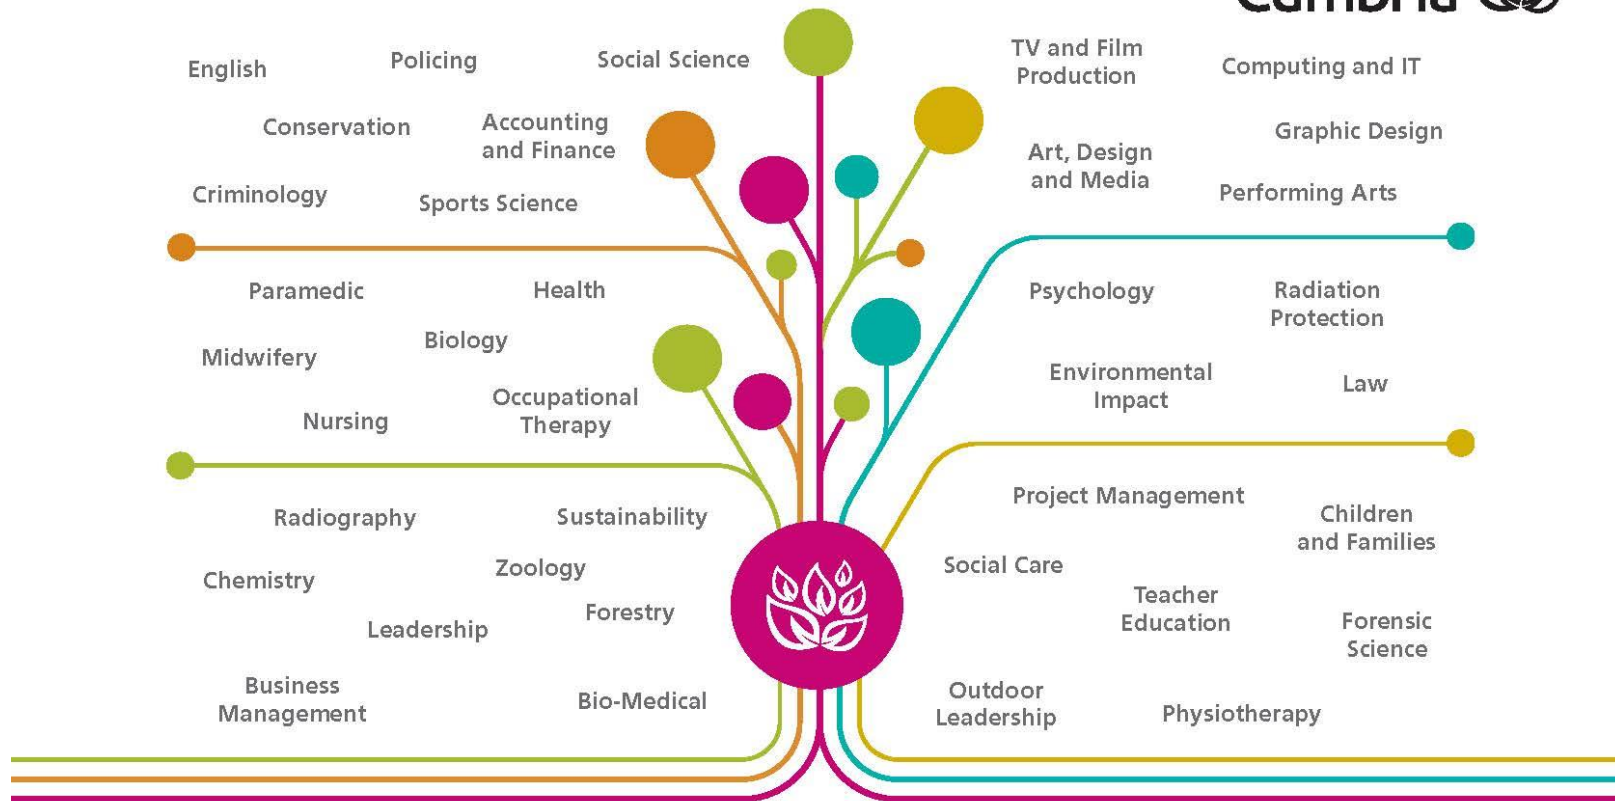 Cumbria
English
Policing
Social Science
Conservation
Accounting
and Finance
Criminology
Sports Science
Paramedic
Health
Biology
Midwifery
Occupational
Therapy
Nursing
Radiography
Sustainability
Zoology
Chemistry
Forestry
Leadership
Business
Management
Bio-Medical
TV and Film
Production
Computing and IT
Graphic Design
Art, Design
and Media
Performing Arts
Psychology
Radiation
Protection
Environmental
Impact
Law
Project Management
Children
and Families
Social Care
Teacher
Education
Forensic
Science
Outdoor
Leadership
Physiotherapy